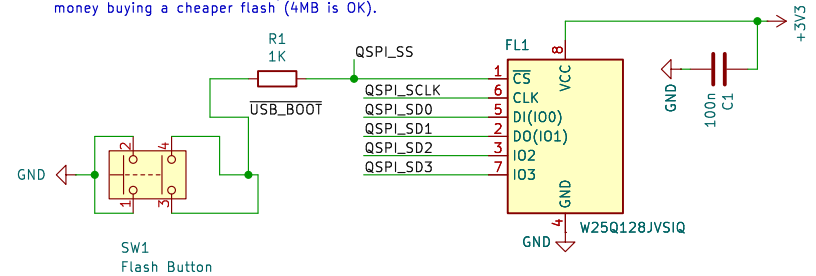 money buying a cheaper flash (4MB is OK).
R1
1K
USB_BOOT
QSPI_SS
QSPI_SCLK
QSPI_SD0
QSPI_SD1
QSPI_SD2
QSPI_SD3
FL1
1
6
5
2
3
7
CS
CLK
DI(IO0)
DO(IO1)
IO2
IO3
8
VCC
GND
4
GND
W25Q128JVSIQ
+3V3
GND
100n
C1
GND
2
4
1
3
SW1
Flash Button